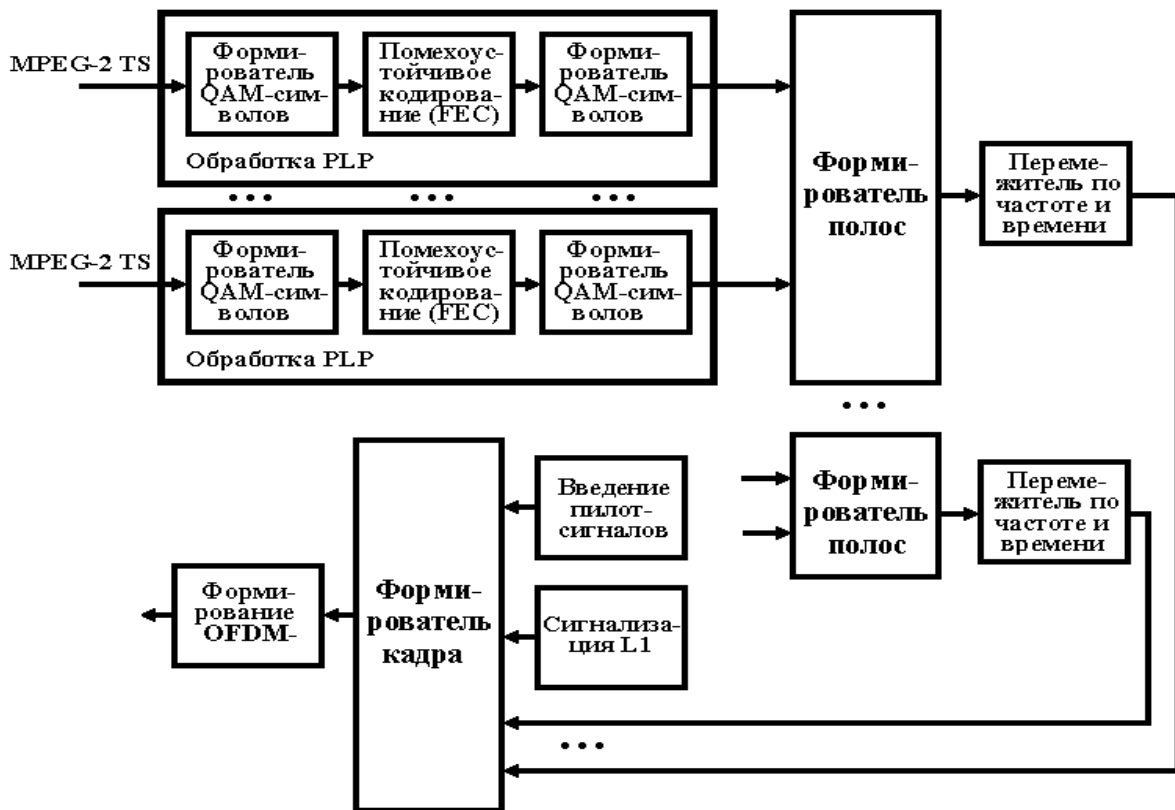 MPEG-2 TS
Форми-
рователь
QAM-сим-
волов
Помехоус-
тойчивое
кодирова-
ние (FEC)
Форми-
рователь
QAM-сим-
волов
Обработка PLP
MPEG-2 TS
Форми-
рователь
QAM-сим-
волов
Помехоус-
тойчивое
кодирова-
ние (FEC)
Форми-
рователь
QAM-сим-
волов
Обработка PLP
Форми-
рователь
полос
Перeме-
житель по
частоте и
времени
Форми-
рователь
полос
Переме-
житель по
частоте и
времени
Введение
пилот-
сигналов
Сигнализа-
ция L1
Форми-
рователь
кадра
Форми-
рование
OFDM-